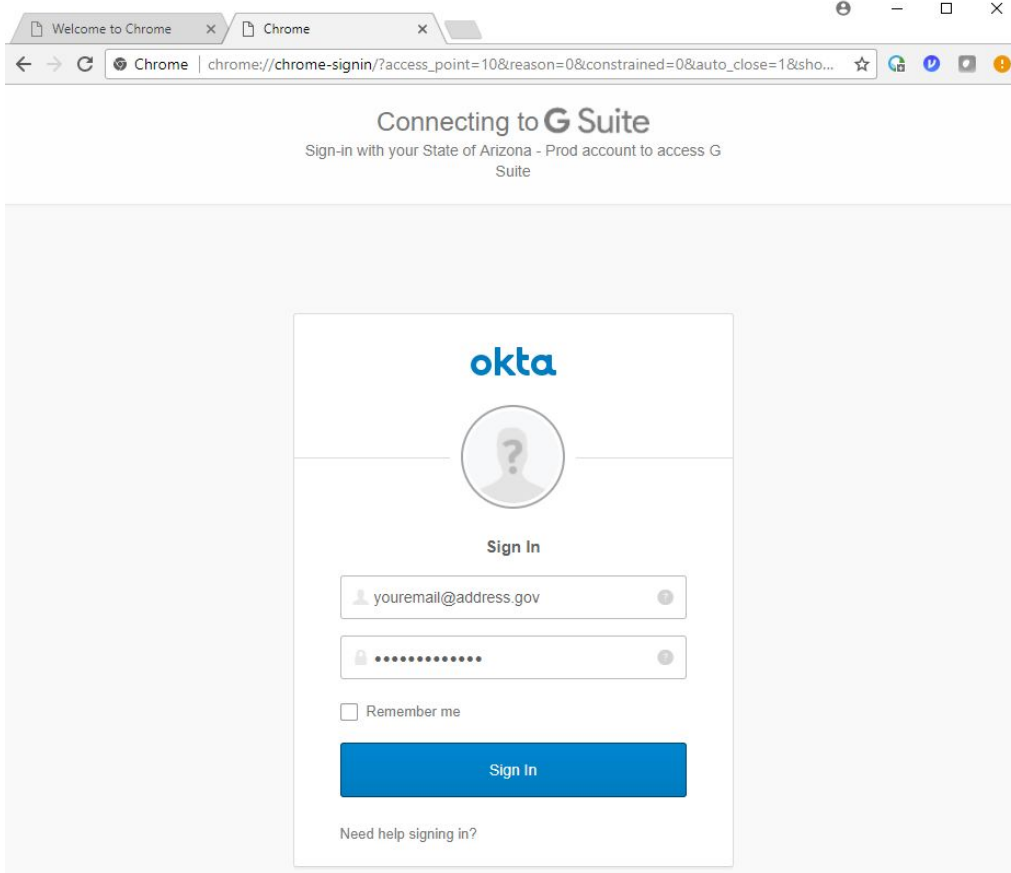 Welcome to Chrome
Chrome
Chrome | chrome://chrome-signin/?access_point=10&reason=0&constrained=0&auto_close=1&sho...
Connecting to G Suite
Sign-in with your State of Arizona - Prod account to access G
Suite
okta
?
Sign In
youremail@address.gov
?
•••••••••••••
?
Remember me
Sign In
Need help signing in?